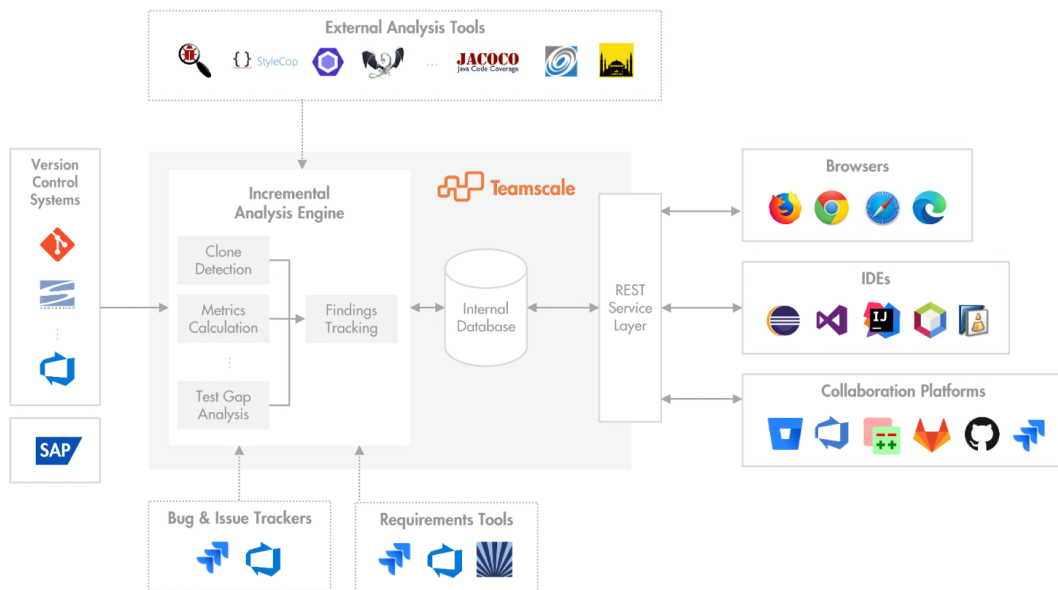 External Analysis Tools
{ } StyleCop
...
JACOCO
Java Code Coverage
Version
Control
Systems
SAP
Incremental
Analysis Engine
Clone
Detection
Metrics
Calculation
Test Gap
Analysis
Findings
Tracking
Teamscale
Internal
Database
REST
Service
Layer
Browsers
IDEs
IJ
Collaboration Platforms
Bug & Issue Trackers
Requirements Tools